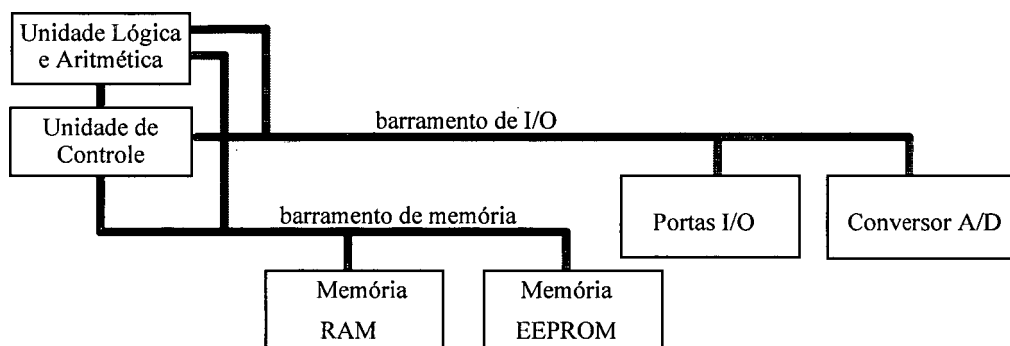 Unidade Lógica
e Aritmética
Unidade de
Controle
barramento de I/O
barramento de memória
Portas I/O
Conversor A/D
Memória
RAM
Memória
EEPROM